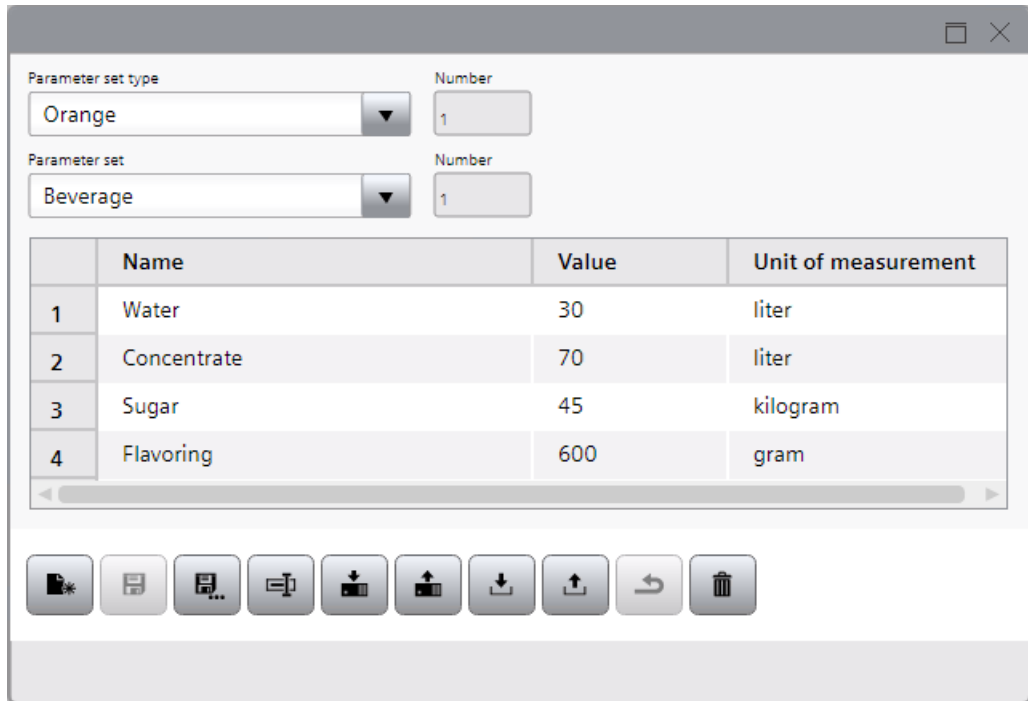 Parameter set type Number
Orange 1
Parameter set Number
Beverage 1
Name Value Unit of measurement
1 Water 30 liter
2 Concentrate 70 liter
3 Sugar 45 kilogram
4 Flavoring 600 gram